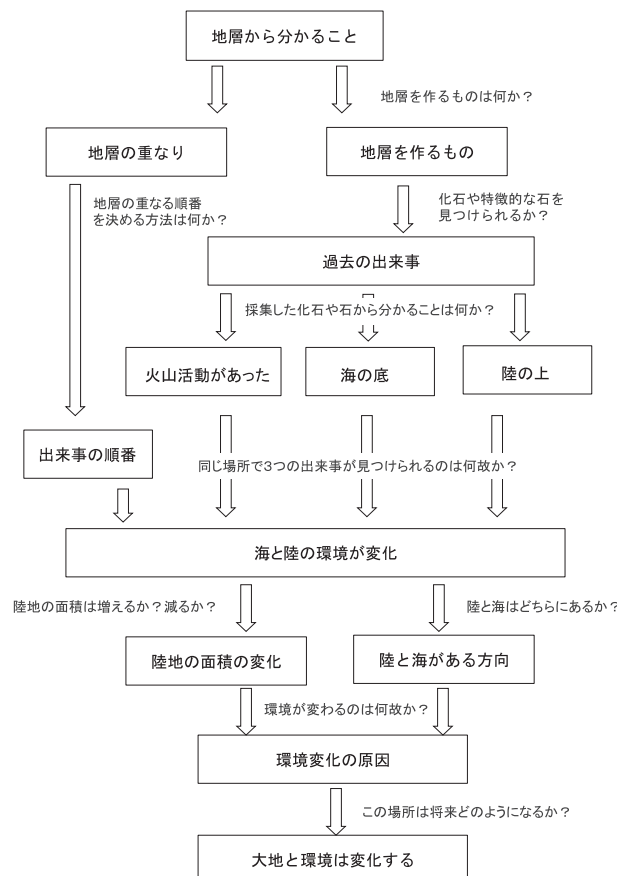 地層から分かること
地層を作るものは何か？
地層の重なり
地層を作るもの
地層の重なる順番
を決める方法は何か？
化石や特徴的な石を
見つけられるか？
過去の出来事
採集した化石や石から分かることは何か？
火山活動があった
海の底
陸の上
出来事の順番
同じ場所で3つの出来事が見つけられるのは何故か？
海と陸の環境が変化
陸地の面積は増えるか？減るか？
陸と海はどちらにあるか？
陸地の面積の変化
陸と海がある方向
環境が変わるのは何故か？
環境変化の原因
この場所は将来どのようになるか？
大地と環境は変化する